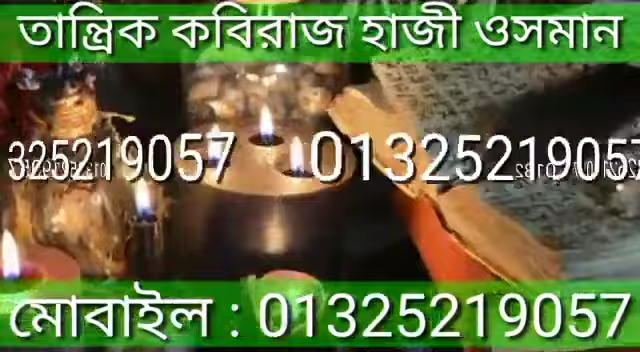 তান্ত্রিক কবিরাজ হাজী ওসমান
325219057 01325219057
মোবাইল : 01325219057